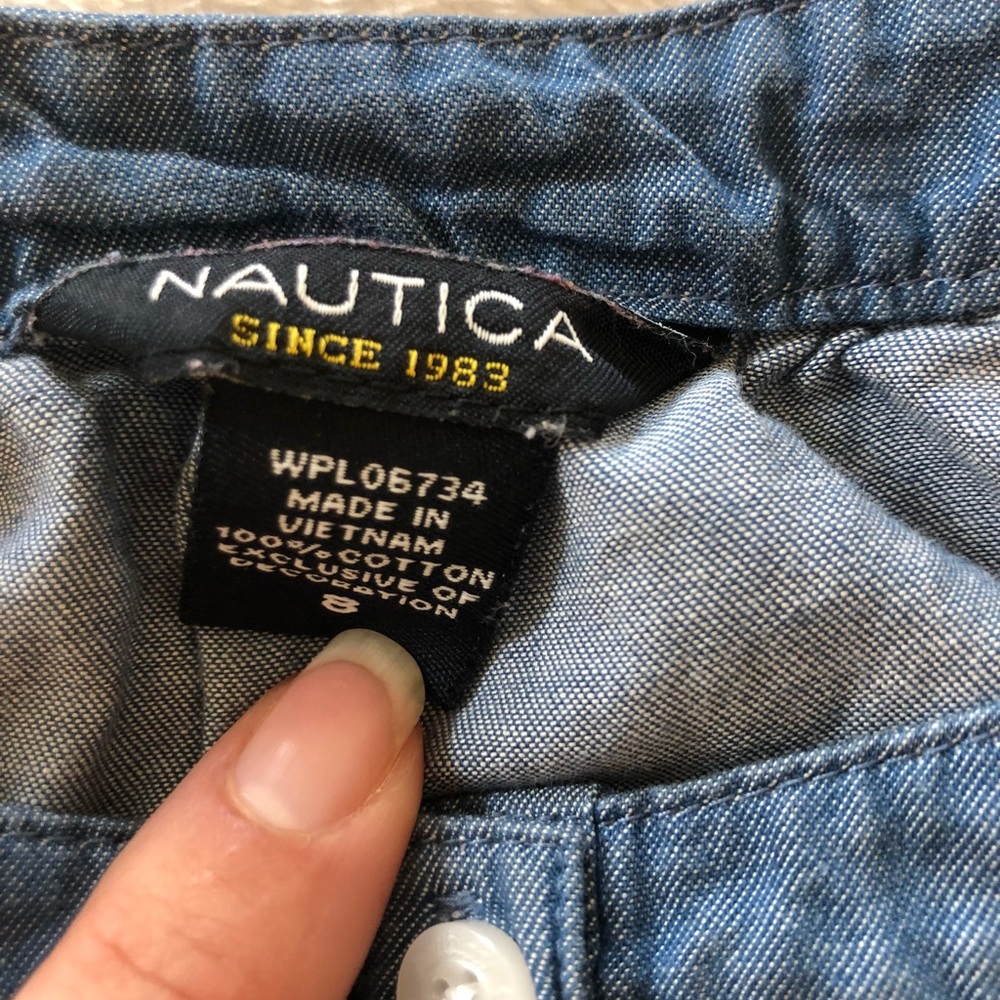 NAUTICA
SINCE 1983
WPL06734
MADE IN
VIETNAM
100% COTTON
EXCLUSIVE OF
DECORATION
8